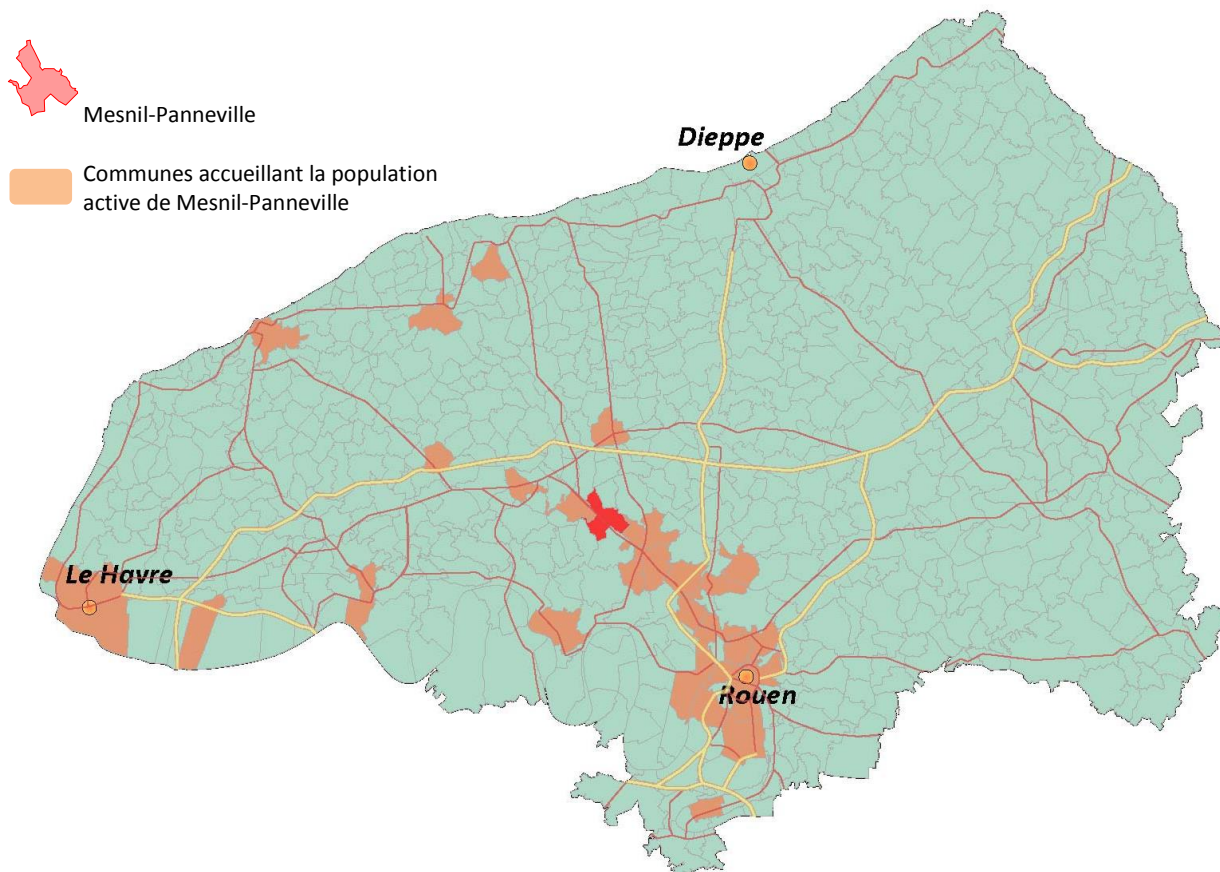 Mesnil-Panneville
Communes accueillant la population
active de Mesnil-Panneville
Dieppe
Le Havre
Rouen